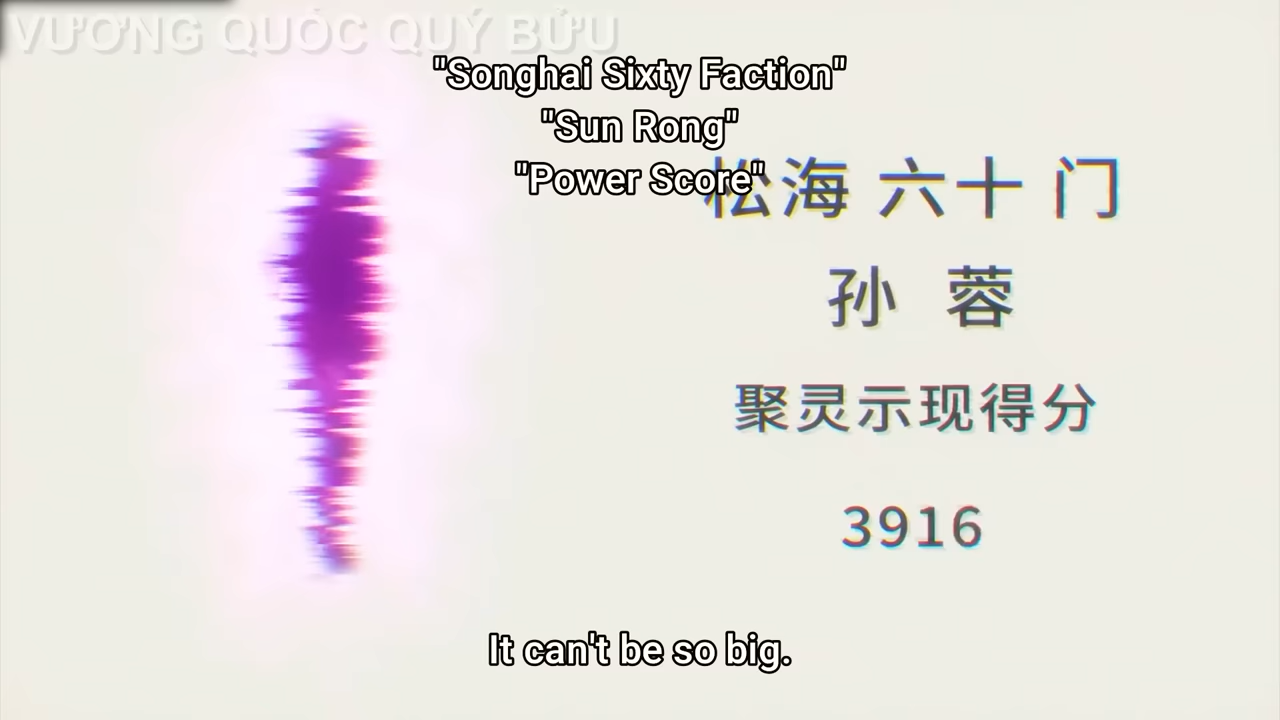 VƯƠNG QUỐC QUÝ BỬU
"Songhai Sixty Faction"
"Sun Rong"
"Power Score"
松海 六十 门
孙 蓉
聚灵示现得分
3916
It can't be so big.